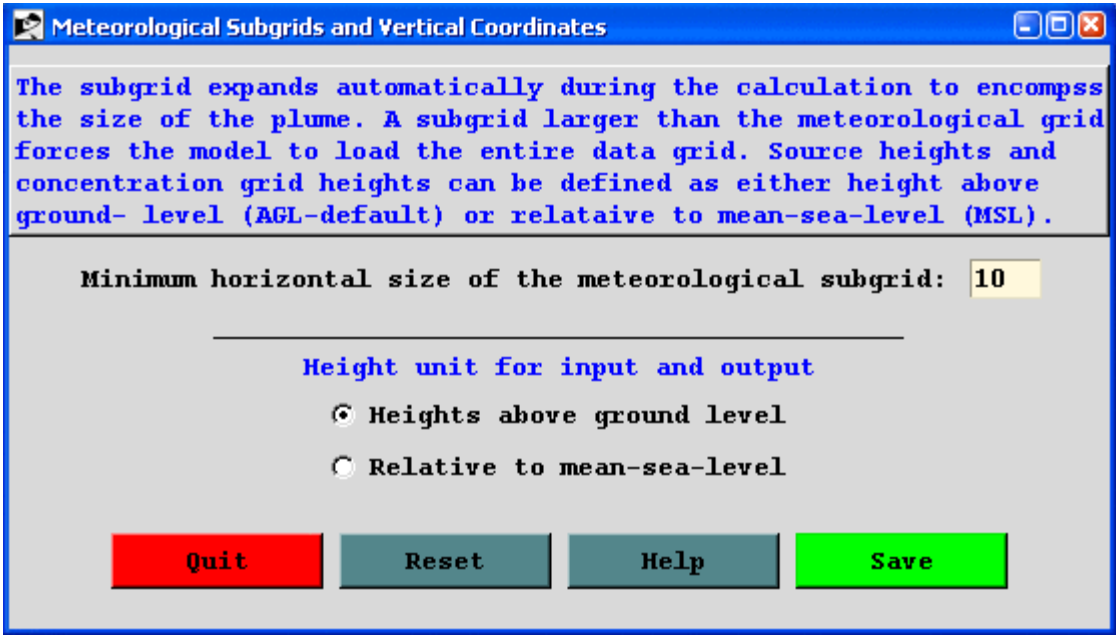 Meteorological Subgrids and Vertical Coordinates
The subgrid expands automatically during the calculation to encompss
the size of the plume. A subgrid larger than the meteorological grid
forces the model to load the entire data grid. Source heights and
concentration grid heights can be defined as either height above
ground- level (AGL-default) or relataive to mean-sea-level (MSL).
Minimum horizontal size of the meteorological subgrid: 10
Height unit for input and output
Heights above ground level
Relative to mean-sea-level
Quit Reset Help Save